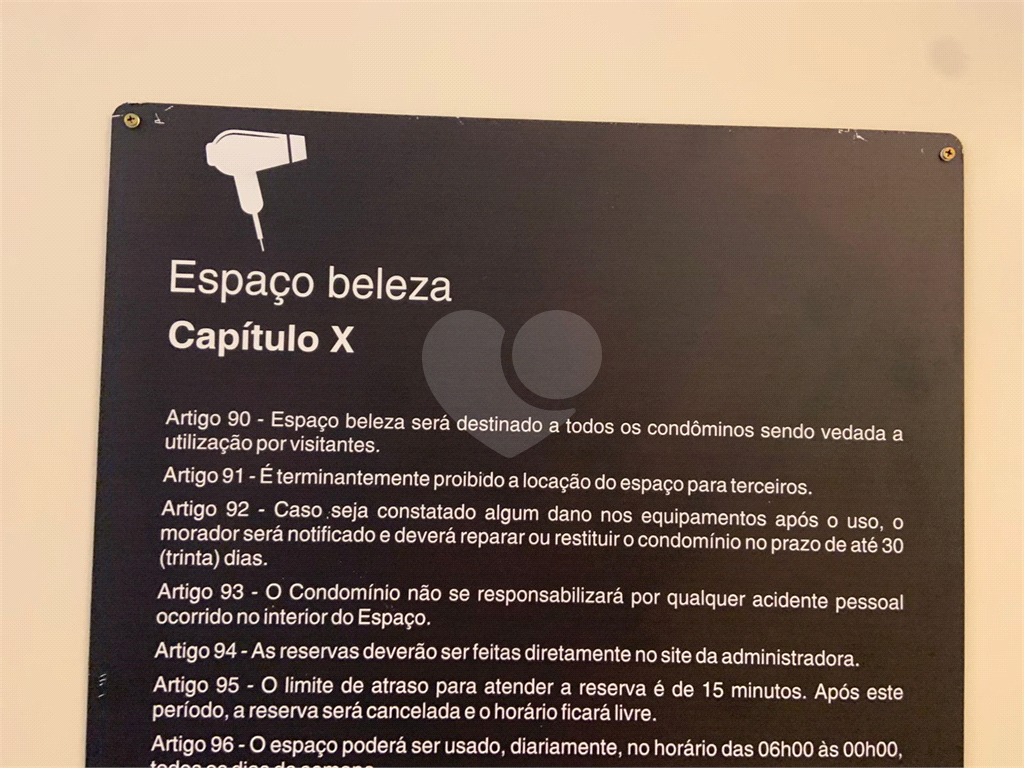 Espaço beleza
Capítulo X
Artigo 90 - Espaço beleza será destinado a todos os condôminos sendo vedada a
utilização por visitantes.
Artigo 91 - É terminantemente proibido a locação do espaço para terceiros.
Artigo 92 - Caso seja constatado algum dano nos equipamentos após o uso, o
morador será notificado e deverá reparar ou restituir o condomínio no prazo de até 30
(trinta) dias.
Artigo 93 - O Condomínio não se responsabilizará por qualquer acidente pessoal
ocorrido no interior do Espaço.
Artigo 94 - As reservas deverão ser feitas diretamente no site da administradora.
Artigo 95 - O limite de atraso para atender a reserva é de 15 minutos. Após este
período, a reserva será cancelada e o horário ficará livre.
Artigo 96 - O espaço poderá ser usado, diariamente, no horário das 06h00 às 00h00,